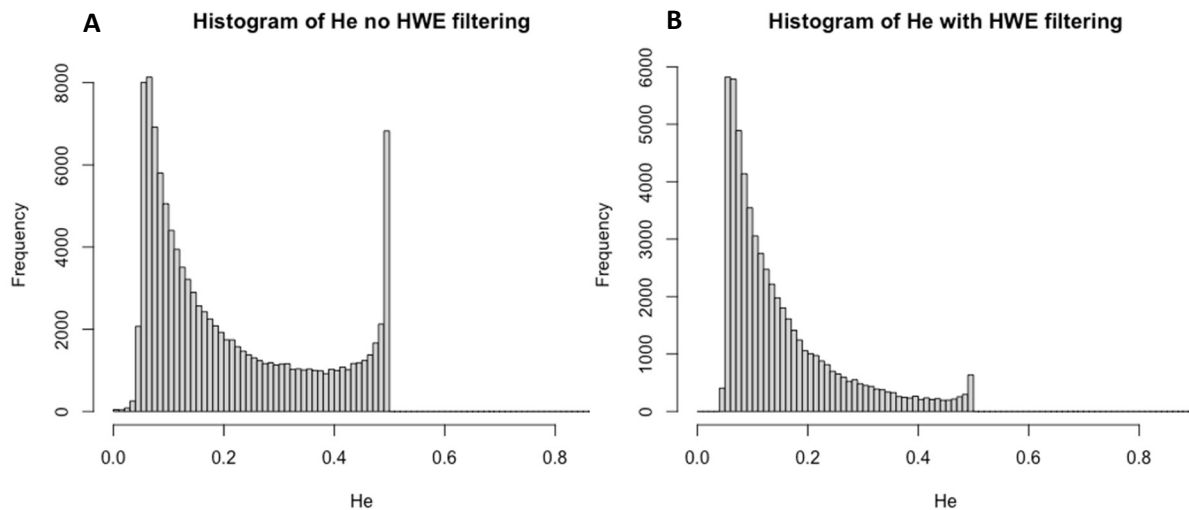 A
Histogram of He no HWE filtering
Frequency
8000
6000
4000
2000
0
0.0 0.2 0.4 0.6 0.8
He
B
Histogram of He with HWE filtering
Frequency
6000
5000
4000
3000
2000
1000
0
0.0 0.2 0.4 0.6 0.8
He